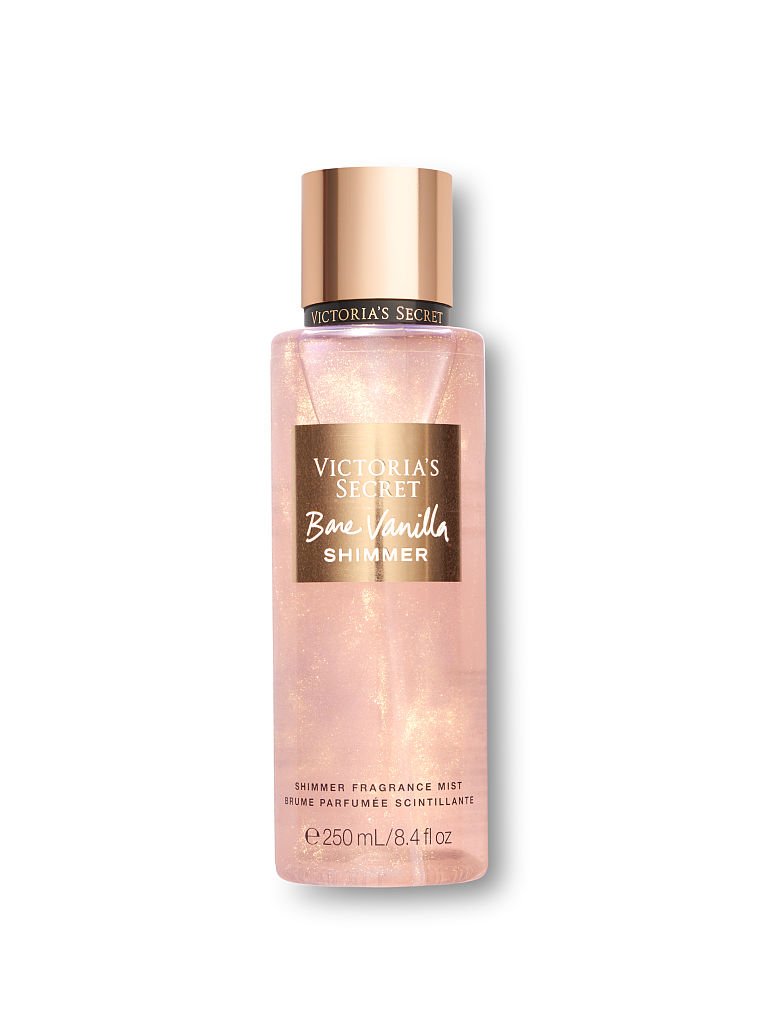 VICTORIA'S SECRET
VICTORIA'S
SECRET
Bare Vanilla
SHIMMER
SHIMMER FRAGRANCE MIST
BRUME PARFUMÉE SCINTILLANTE
℮ 250 mL/8.4 fl oz